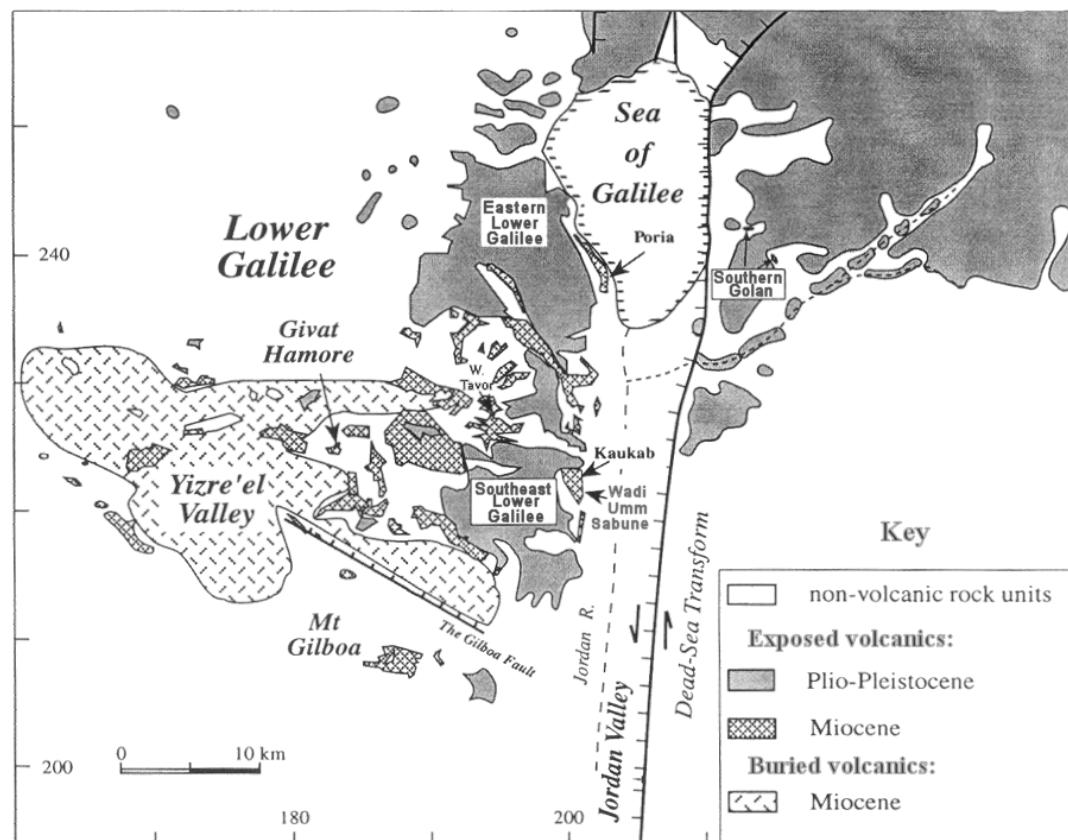 Sea
of
Galilee
Eastern
Lower
Galilee
Poria
Lower
Galilee
240
Southern
Golan
Givat
Hamore
W.
Tavor
Kaukab
Yizre'el
Valley
Southeast
Lower
Galilee
Wadi
Umm
Sabune
Dead-Sea Transform
Mt
Gilboa
The Gilboa Fault
Jordan R.
Jordan Valley
0 10 km
200
180
200
Key
non-volcanic rock units
Exposed volcanics:
Plio-Pleistocene
Miocene
Buried volcanics:
Miocene